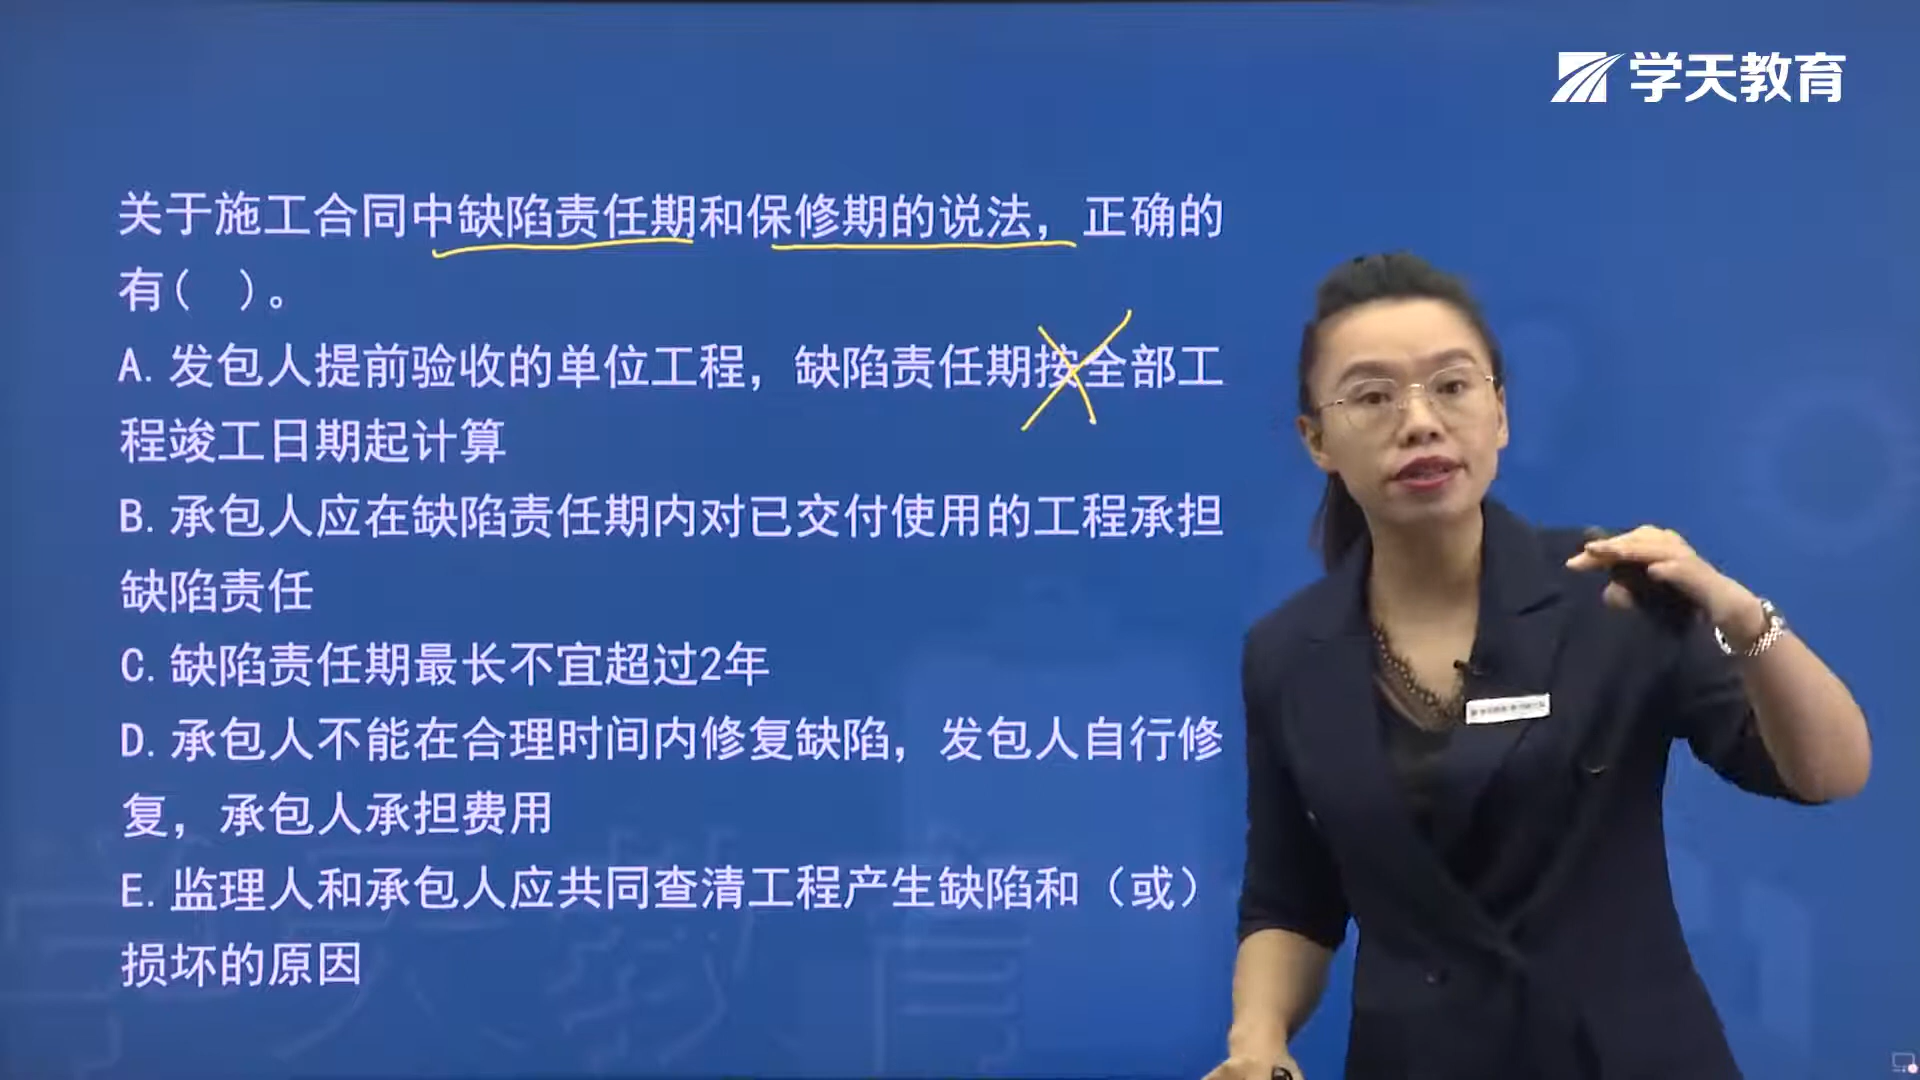 学天教育
关于施工合同中缺陷责任期和保修期的说法，正确的
有(　)。
A.发包人提前验收的单位工程，缺陷责任期按全部工
程竣工日期起计算
B.承包人应在缺陷责任期内对已交付使用的工程承担
缺陷责任
C.缺陷责任期最长不宜超过2年
D.承包人不能在合理时间内修复缺陷，发包人自行修
复，承包人承担费用
E.监理人和承包人应共同查清工程产生缺陷和（或）
损坏的原因